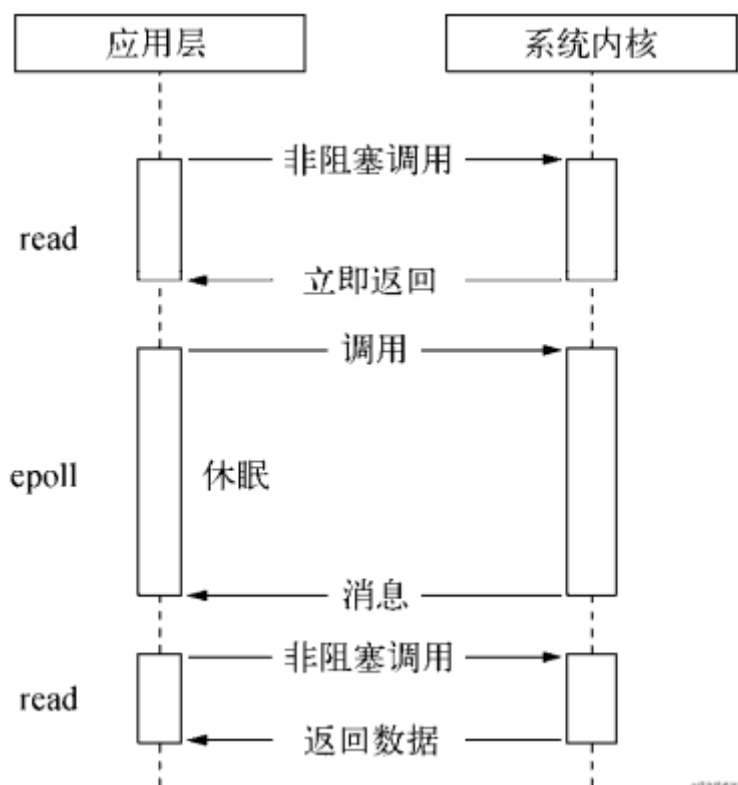 应用层 系统内核
非阻塞调用
read
立即返回
调用
epoll 休眠
消息
非阻塞调用
read
返回数据